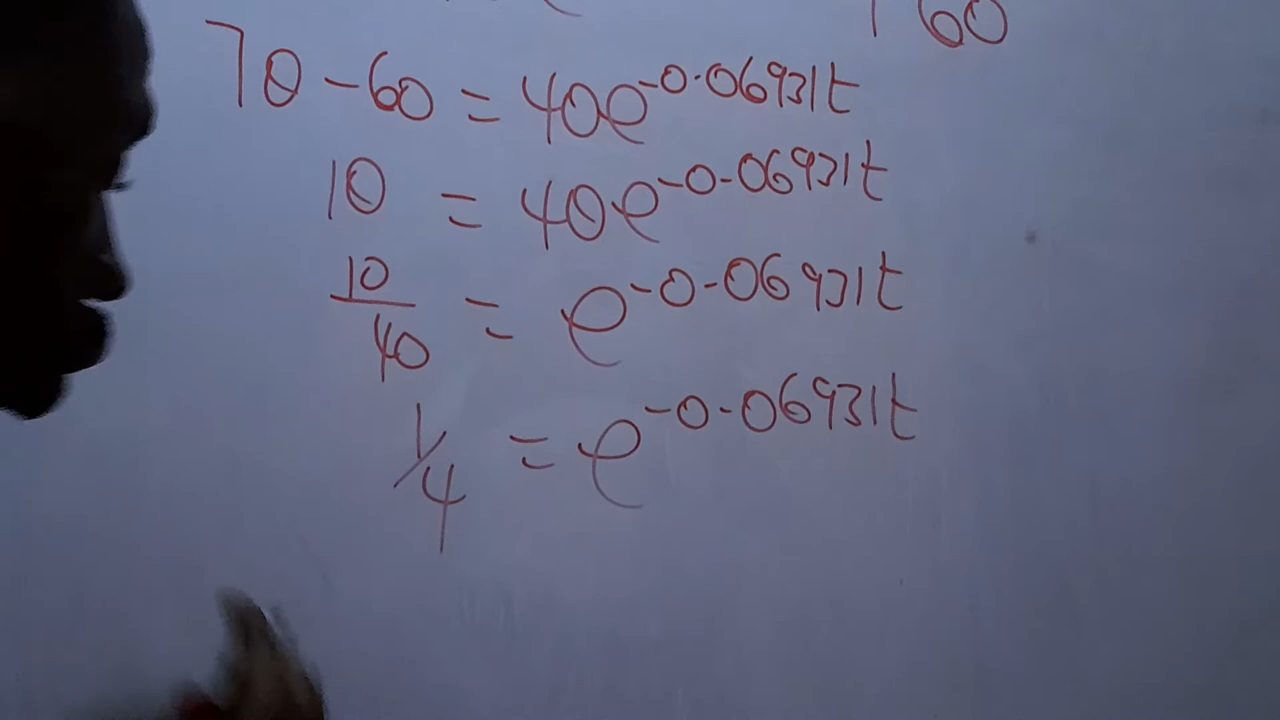 60
70 - 60 = 40e^-0.06931t
10 = 40e^-0.06931t
10/40 = e^-0.06931t
1/4 = e^-0.06931t